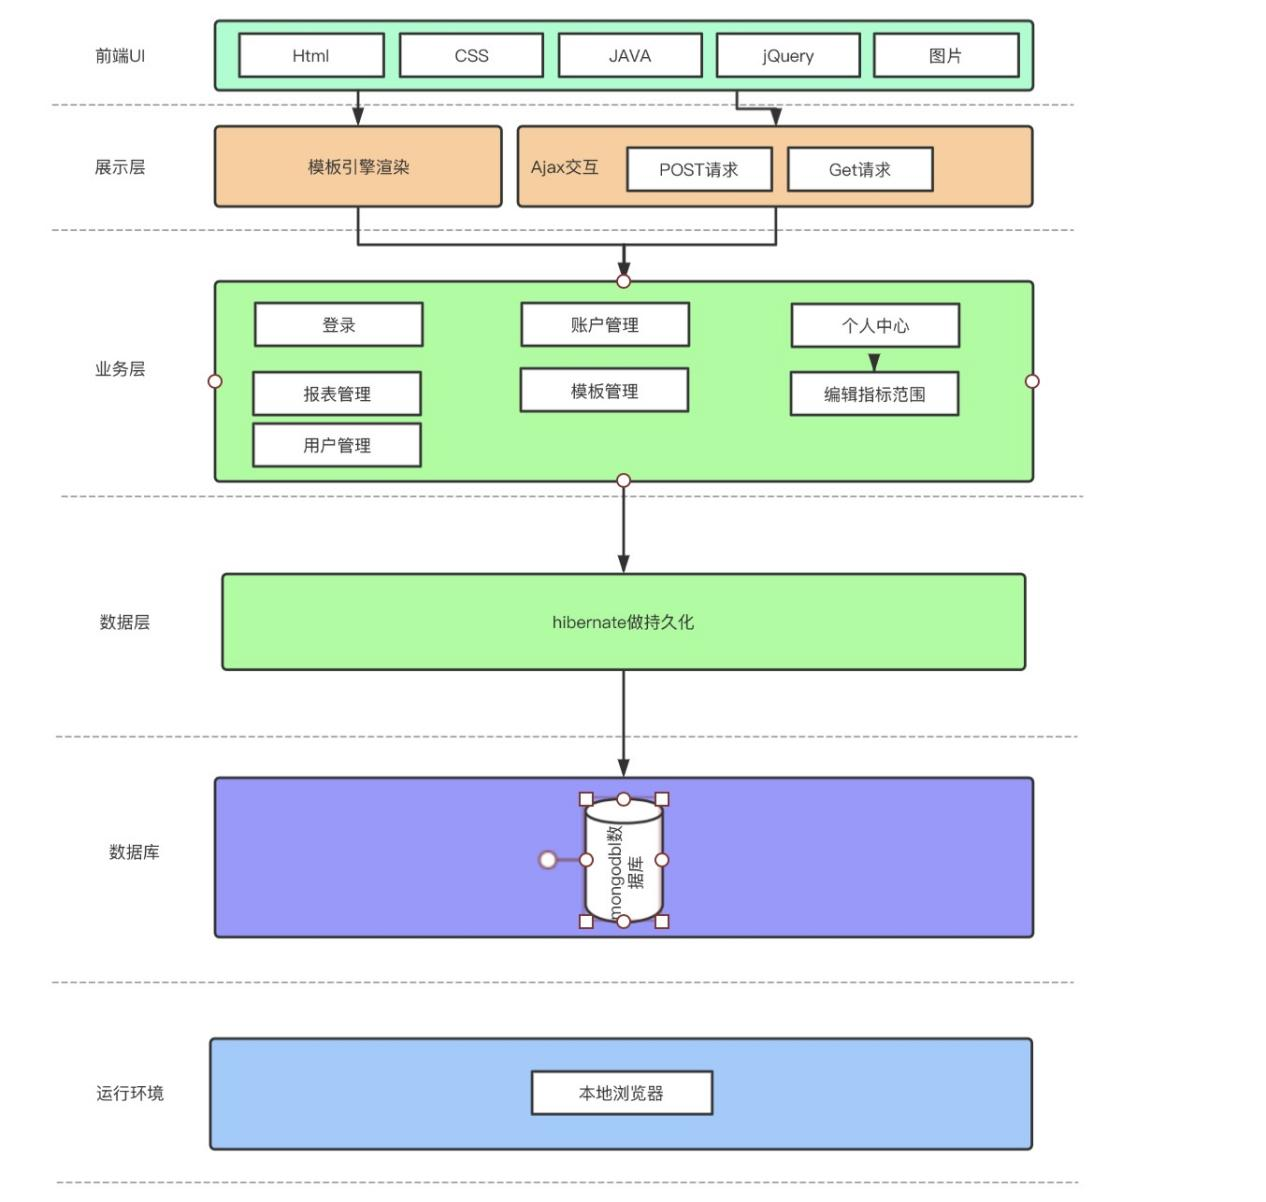 前端UI
Html
CSS
JAVA
jQuery
图片
展示层
模板引擎渲染
Ajax交互
POST请求
Get请求
业务层
登录
账户管理
个人中心
报表管理
模板管理
编辑指标范围
用户管理
数据层
hibernate做持久化
数据库
mongodbl数
据库
运行环境
本地浏览器